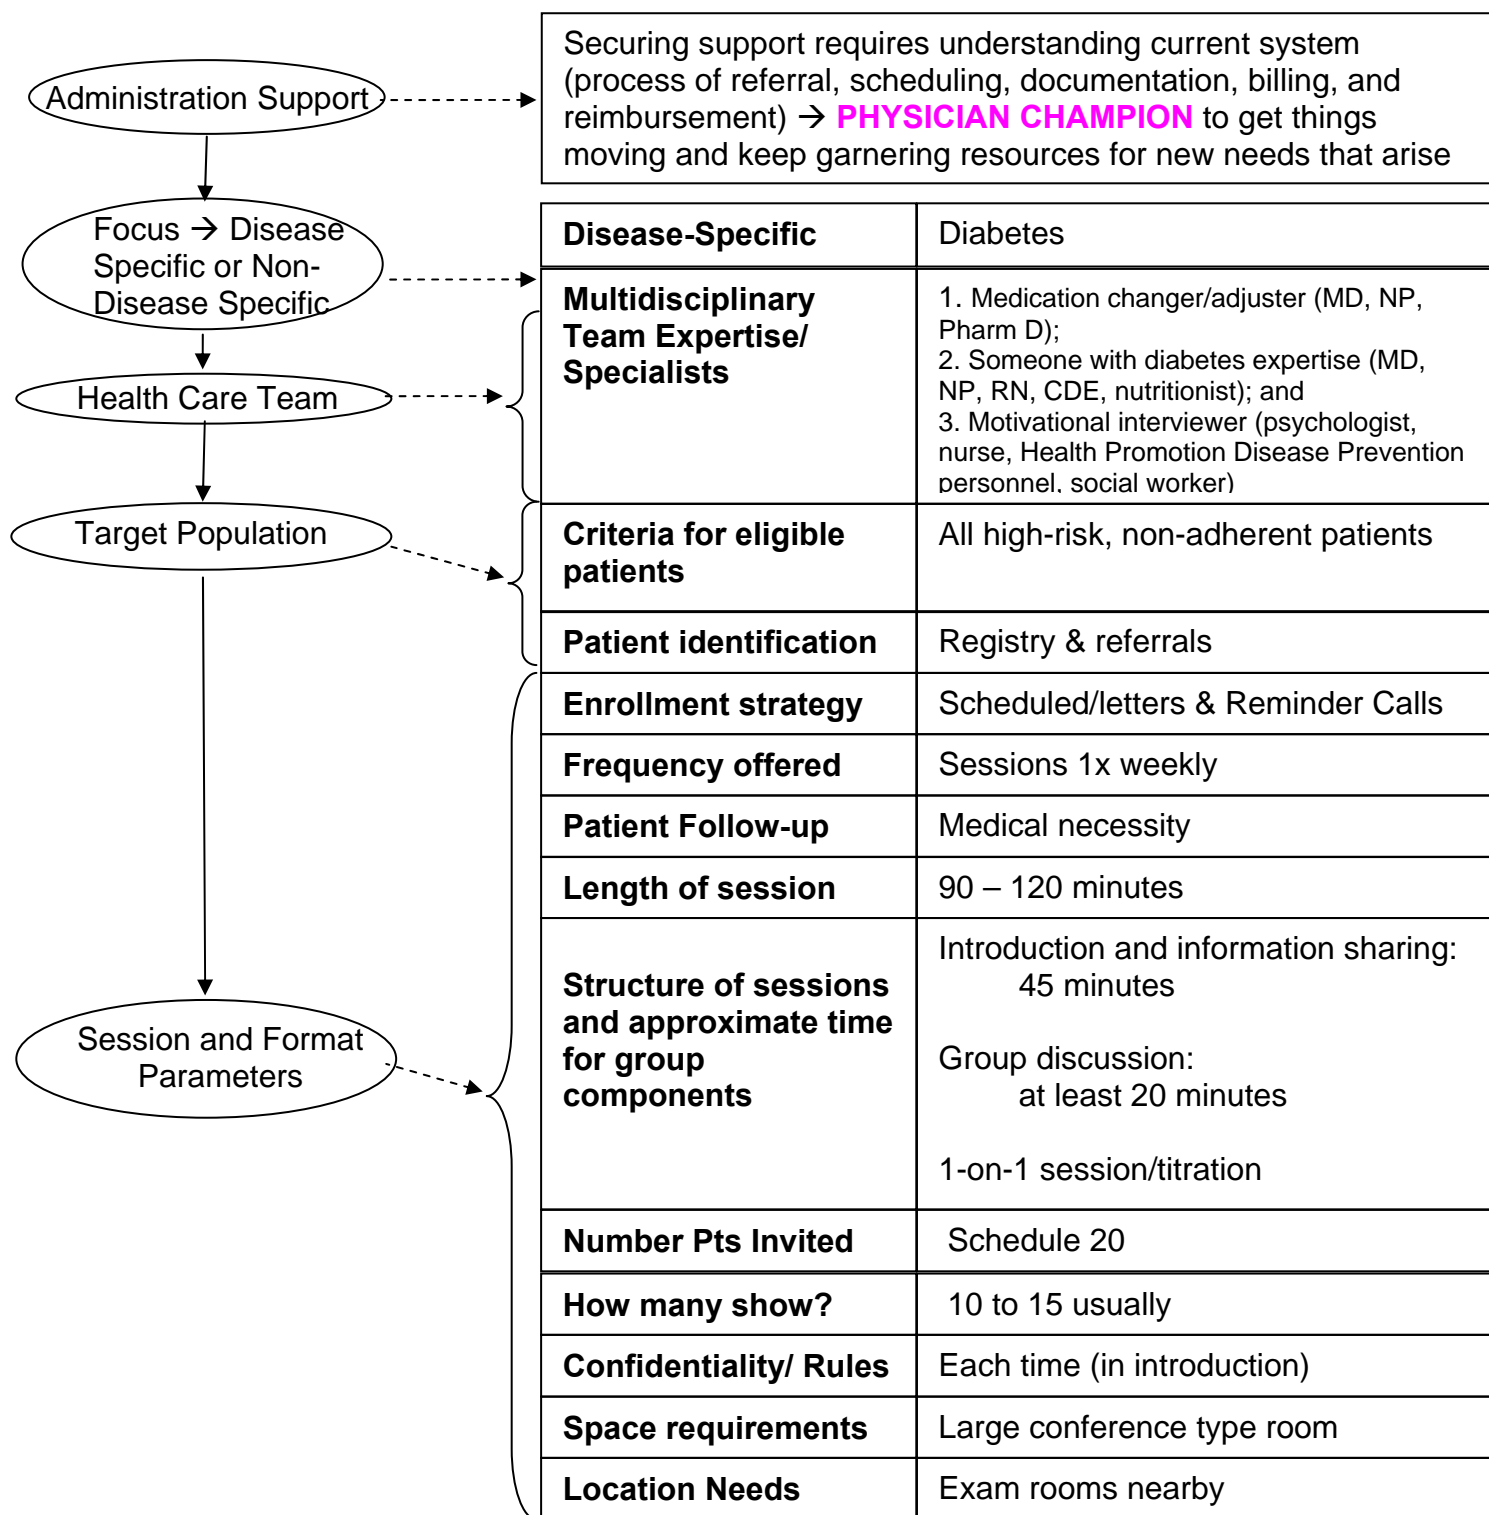 Administration Support
Securing support requires understanding current system
(process of referral, scheduling, documentation, billing, and
reimbursement) → PHYSICIAN CHAMPION to get things
moving and keep garnering resources for new needs that arise
Focus → Disease
Specific or Non-
Disease Specific
Health Care Team
Target Population
Session and Format
Parameters
Disease-Specific
Diabetes
Multidisciplinary
Team Expertise/
Specialists
1. Medication changer/adjuster (MD, NP,
Pharm D);
2. Someone with diabetes expertise (MD,
NP, RN, CDE, nutritionist); and
3. Motivational interviewer (psychologist,
nurse, Health Promotion Disease Prevention
personnel, social worker)
Criteria for eligible
patients
All high-risk, non-adherent patients
Patient identification
Registry & referrals
Enrollment strategy
Scheduled/letters & Reminder Calls
Frequency offered
Sessions 1x weekly
Patient Follow-up
Medical necessity
Length of session
90 – 120 minutes
Structure of sessions
and approximate time
for group
components
Introduction and information sharing:
45 minutes
Group discussion:
at least 20 minutes
1-on-1 session/titration
Number Pts Invited
Schedule 20
How many show?
10 to 15 usually
Confidentiality/ Rules
Each time (in introduction)
Space requirements
Large conference type room
Location Needs
Exam rooms nearby